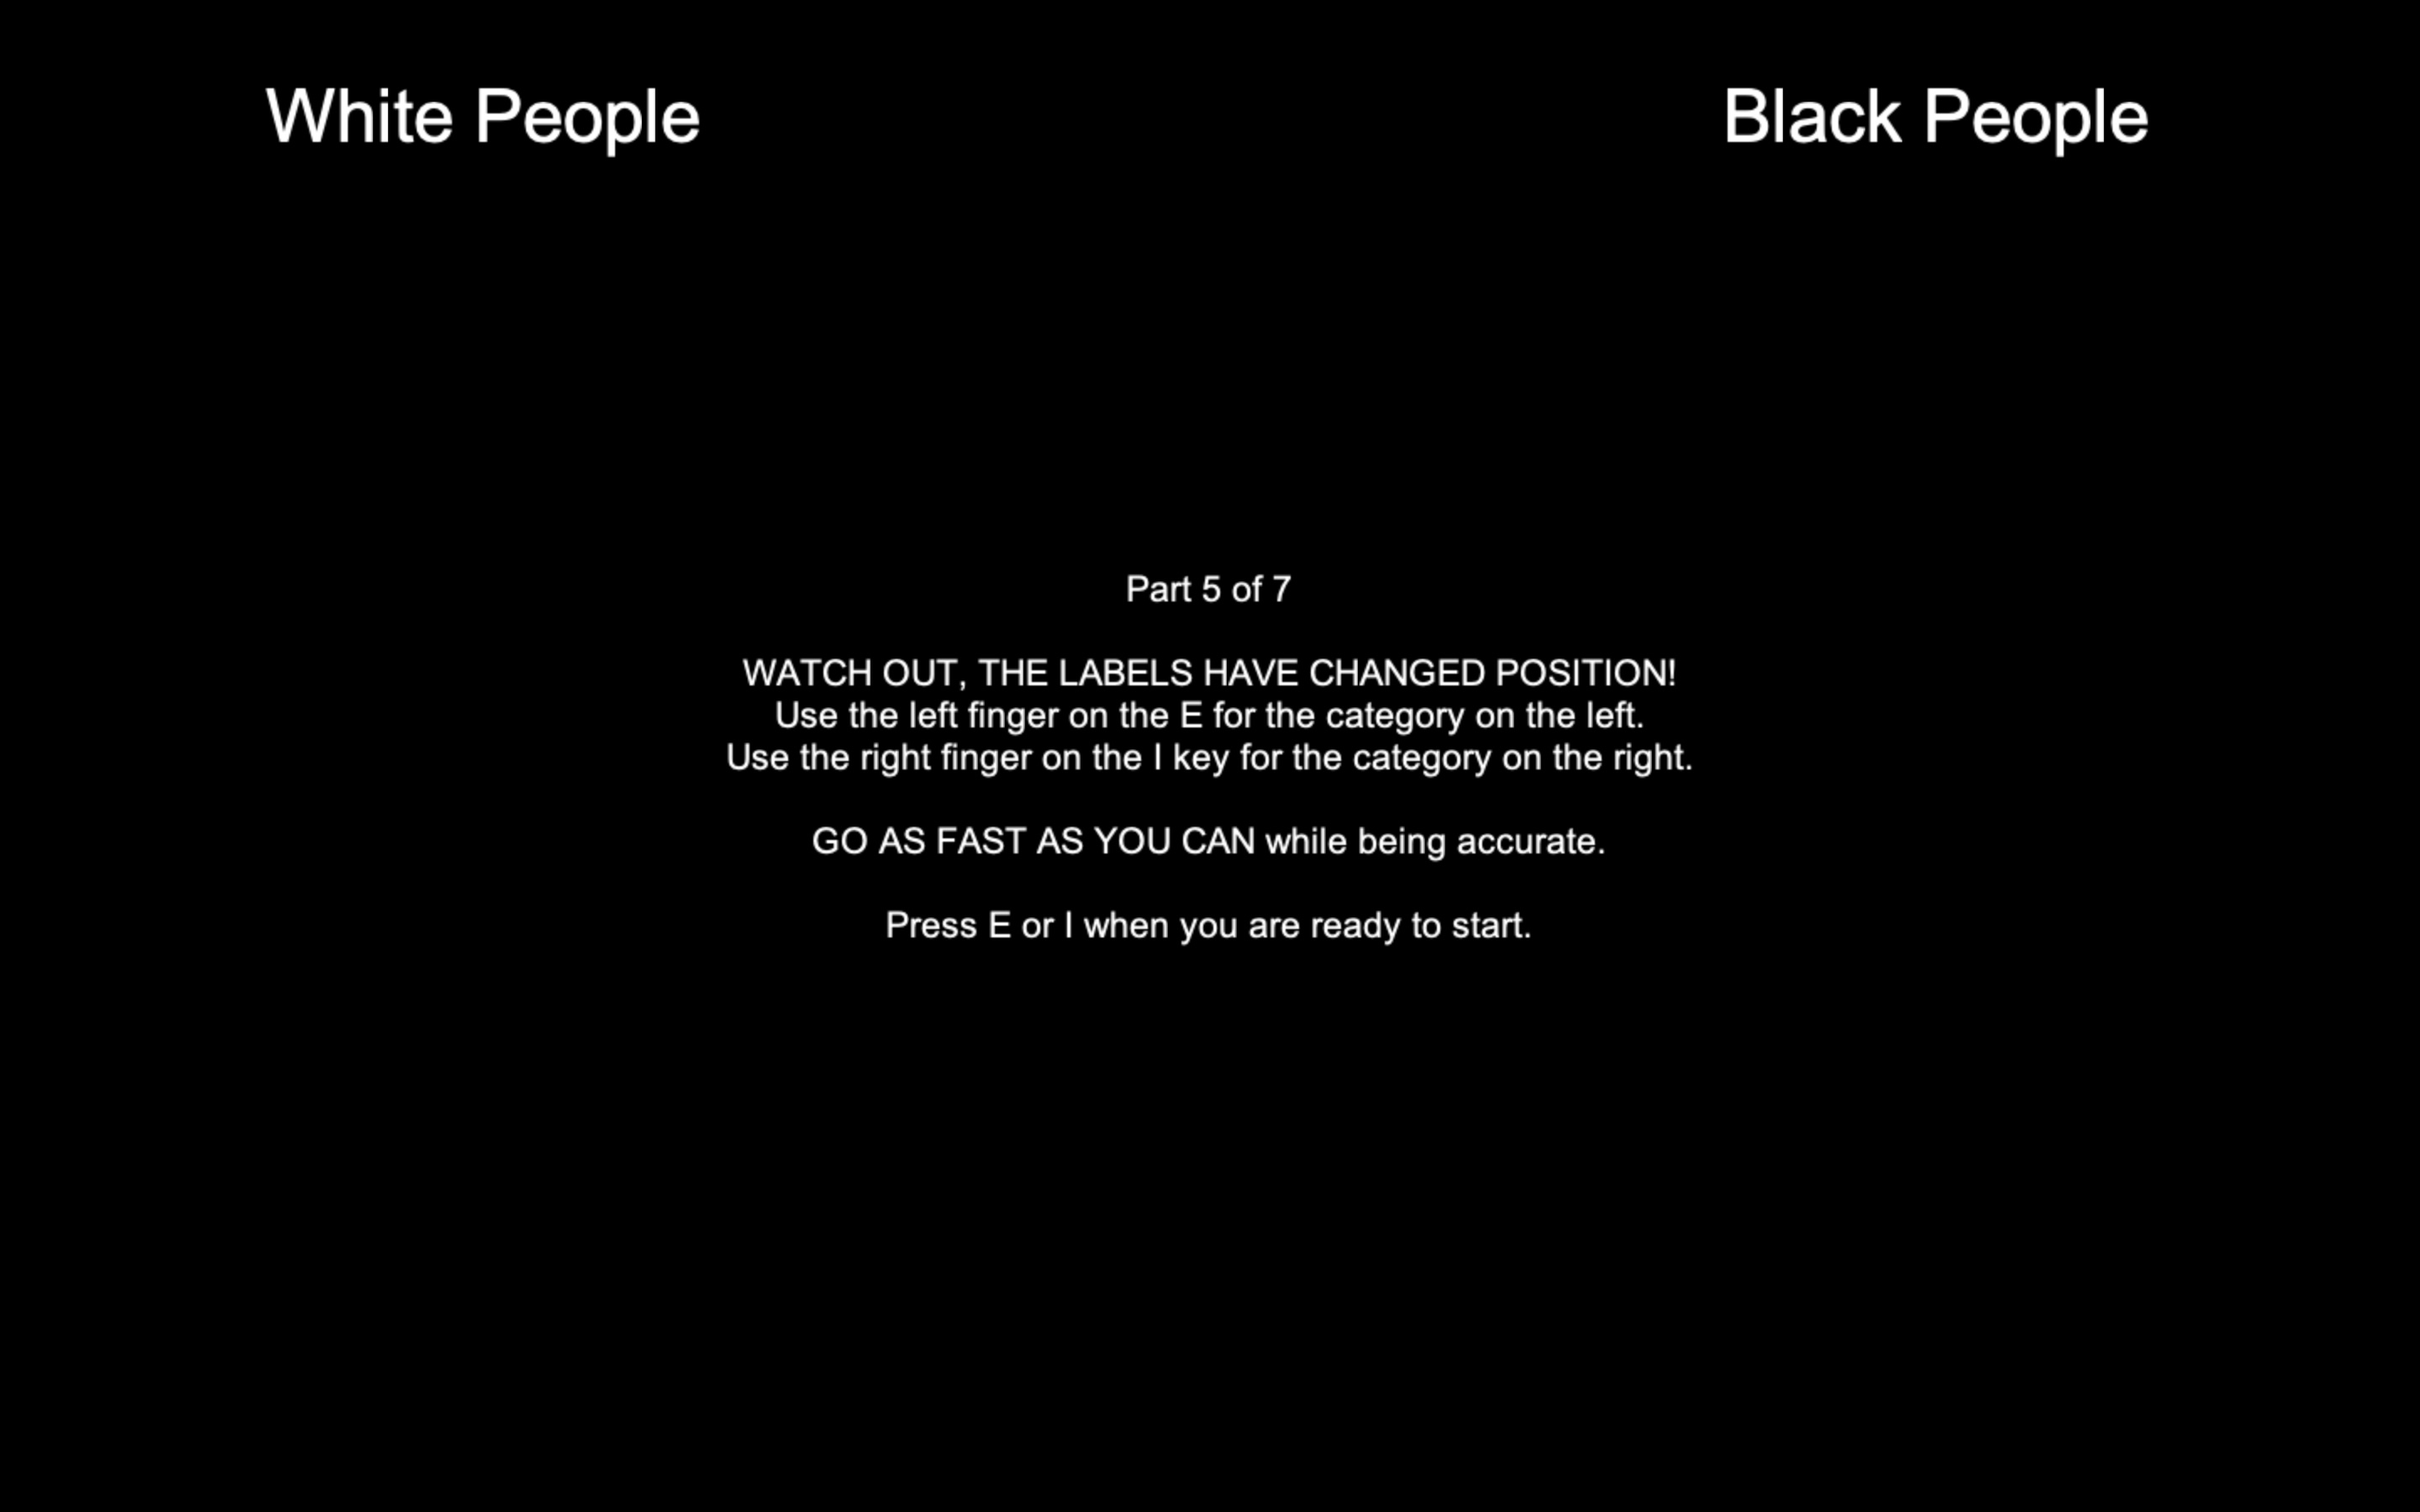 White People
Black People
Part 5 of 7
WATCH OUT, THE LABELS HAVE CHANGED POSITION!
Use the left finger on the E for the category on the left.
Use the right finger on the I key for the category on the right.
GO AS FAST AS YOU CAN while being accurate.
Press E or I when you are ready to start.